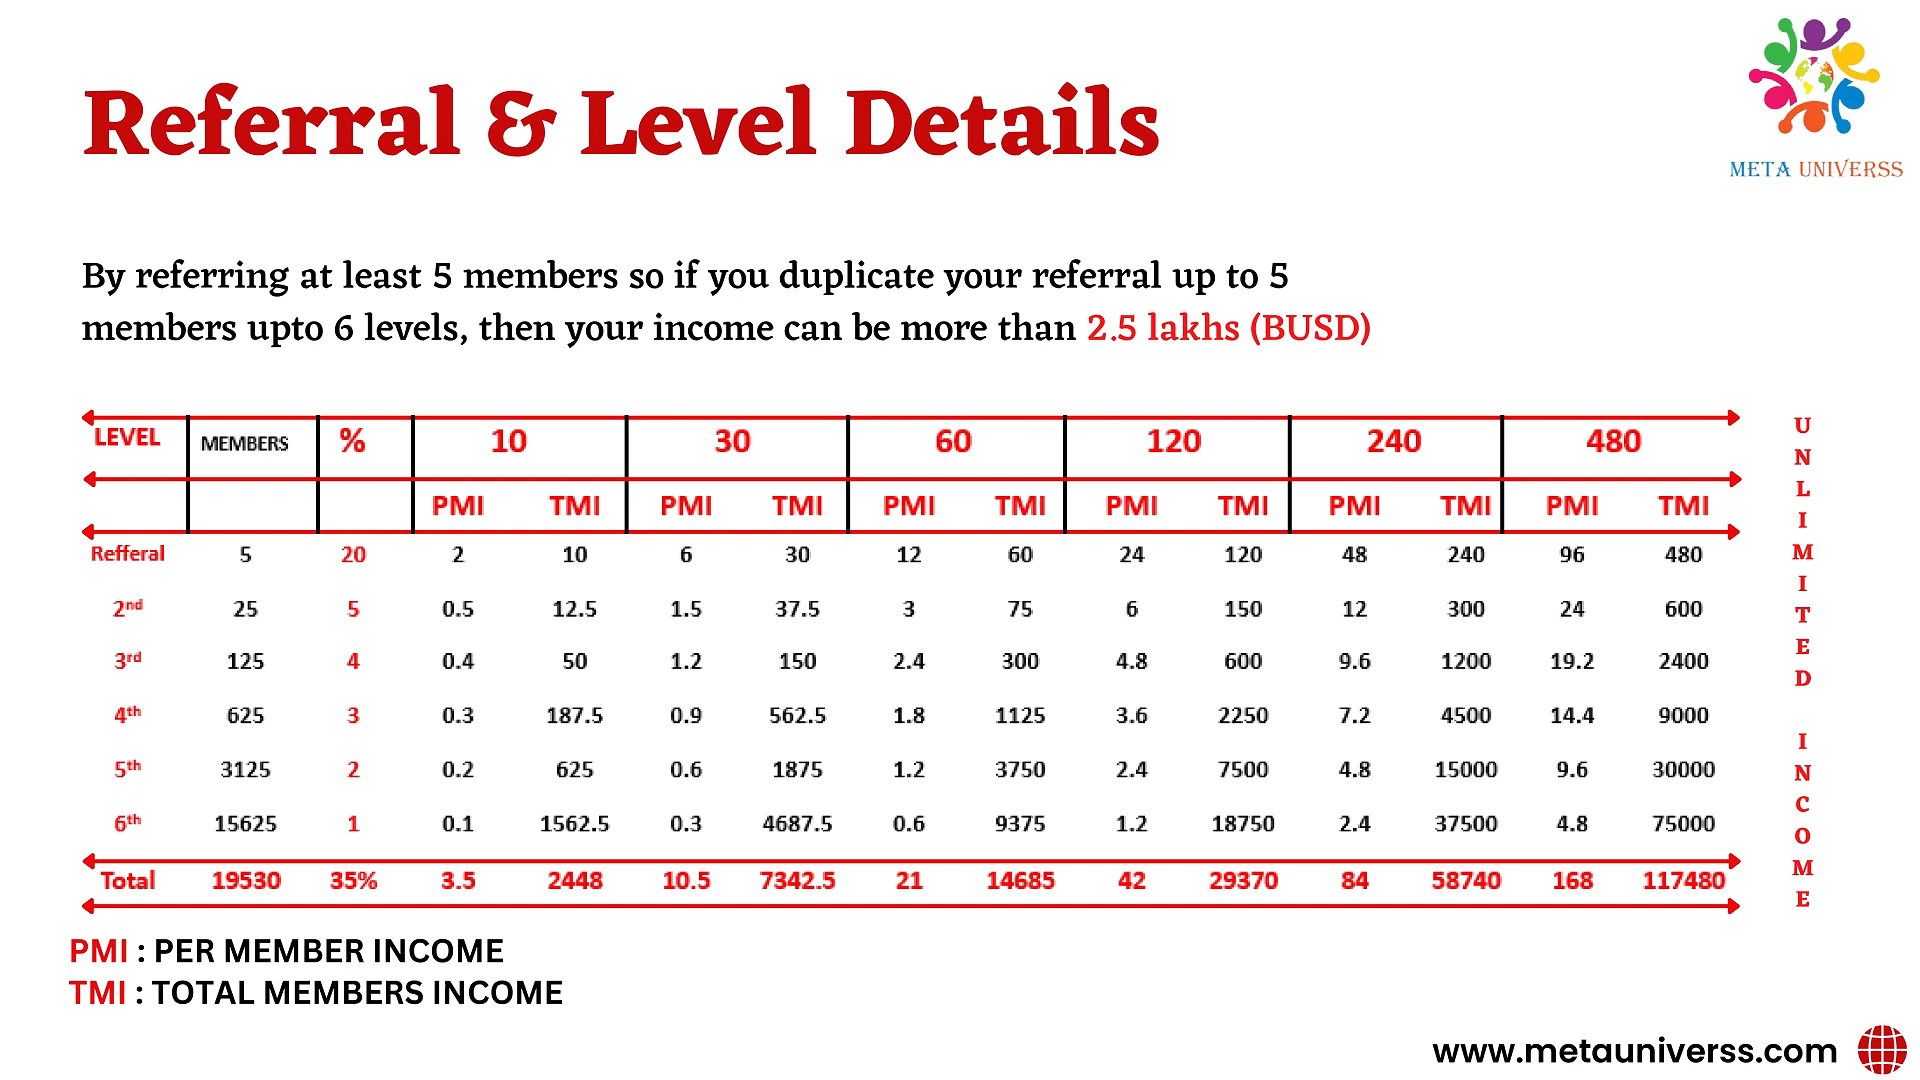 META UNIVERSS
Referral & Level Details
By referring at least 5 members so if you duplicate your referral up to 5
members upto 6 levels, then your income can be more than 2.5 lakhs (BUSD)
LEVEL MEMBERS % 10 30 60 120 240 480
PMI TMI PMI TMI PMI TMI PMI TMI PMI TMI PMI TMI
Refferal 5 20 2 10 6 30 12 60 24 120 48 240 96 480
2nd 25 5 0.5 12.5 1.5 37.5 3 75 6 150 12 300 24 600
3rd 125 4 0.4 50 1.2 150 2.4 300 4.8 600 9.6 1200 19.2 2400
4th 625 3 0.3 187.5 0.9 562.5 1.8 1125 3.6 2250 7.2 4500 14.4 9000
5th 3125 2 0.2 625 0.6 1875 1.2 3750 2.4 7500 4.8 15000 9.6 30000
6th 15625 1 0.1 1562.5 0.3 4687.5 0.6 9375 1.2 18750 2.4 37500 4.8 75000
Total 19530 35% 3.5 2448 10.5 7342.5 21 14685 42 29370 84 58740 168 117480
UNLIMITED INCOME
PMI : PER MEMBER INCOME
TMI : TOTAL MEMBERS INCOME
www.metauniverss.com